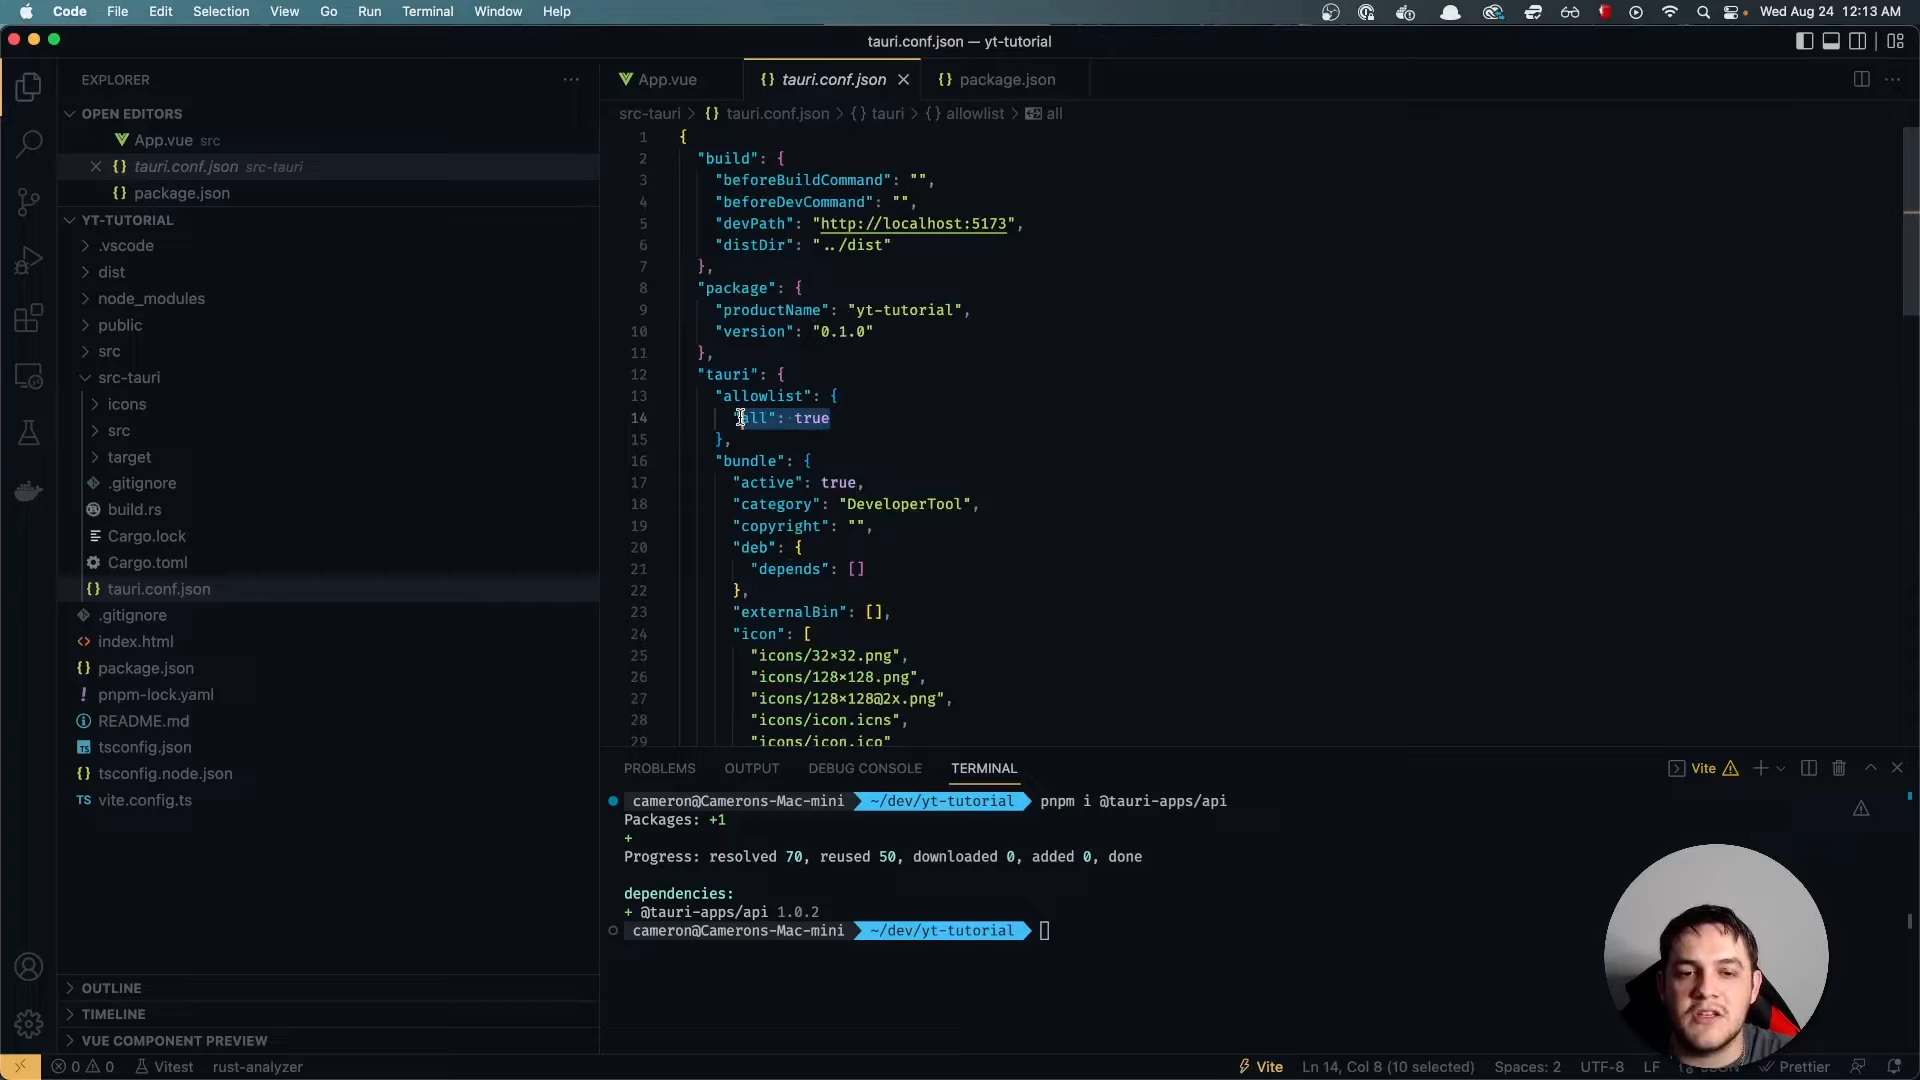 Code File Edit Selection View Go Run Terminal Window Help Wed Aug 24 12:13 AM
tauri.conf.json — yt-tutorial
EXPLORER
OPEN EDITORS
App.vue src
tauri.conf.json src-tauri
package.json
YT-TUTORIAL
.vscode
dist
node_modules
public
src
src-tauri
icons
src
target
.gitignore
build.rs
Cargo.lock
Cargo.toml
tauri.conf.json
.gitignore
index.html
package.json
pnpm-lock.yaml
README.md
tsconfig.json
tsconfig.node.json
TS vite.config.ts
OUTLINE
TIMELINE
VUE COMPONENT PREVIEW
App.vue {} tauri.conf.json {} package.json
src-tauri > {} tauri.conf.json > {} tauri > {} allowlist > all
1 {
2 "build": {
3 "beforeBuildCommand": "",
4 "beforeDevCommand": "",
5 "devPath": "http://localhost:5173",
6 "distDir": "../dist"
7 },
8 "package": {
9 "productName": "yt-tutorial",
10 "version": "0.1.0"
11 },
12 "tauri": {
13 "allowlist": {
14 "all": true
15 },
16 "bundle": {
17 "active": true,
18 "category": "DeveloperTool",
19 "copyright": "",
20 "deb": {
21 "depends": []
22 },
23 "externalBin": [],
24 "icon": [
25 "icons/32×32.png",
26 "icons/128×128.png",
27 "icons/128×128@2x.png",
28 "icons/icon.icns",
29 "icons/icon.ico"
PROBLEMS OUTPUT DEBUG CONSOLE TERMINAL Vite
cameron@Camerons-Mac-mini ~/dev/yt-tutorial pnpm i @tauri-apps/api
Packages: +1
+
Progress: resolved 70, reused 50, downloaded 0, added 0, done
dependencies:
+ @tauri-apps/api 1.0.2
cameron@Camerons-Mac-mini ~/dev/yt-tutorial
0 0 Vitest rust-analyzer Vite Ln 14, Col 8 (10 selected) Spaces: 2 UTF-8 LF Prettier